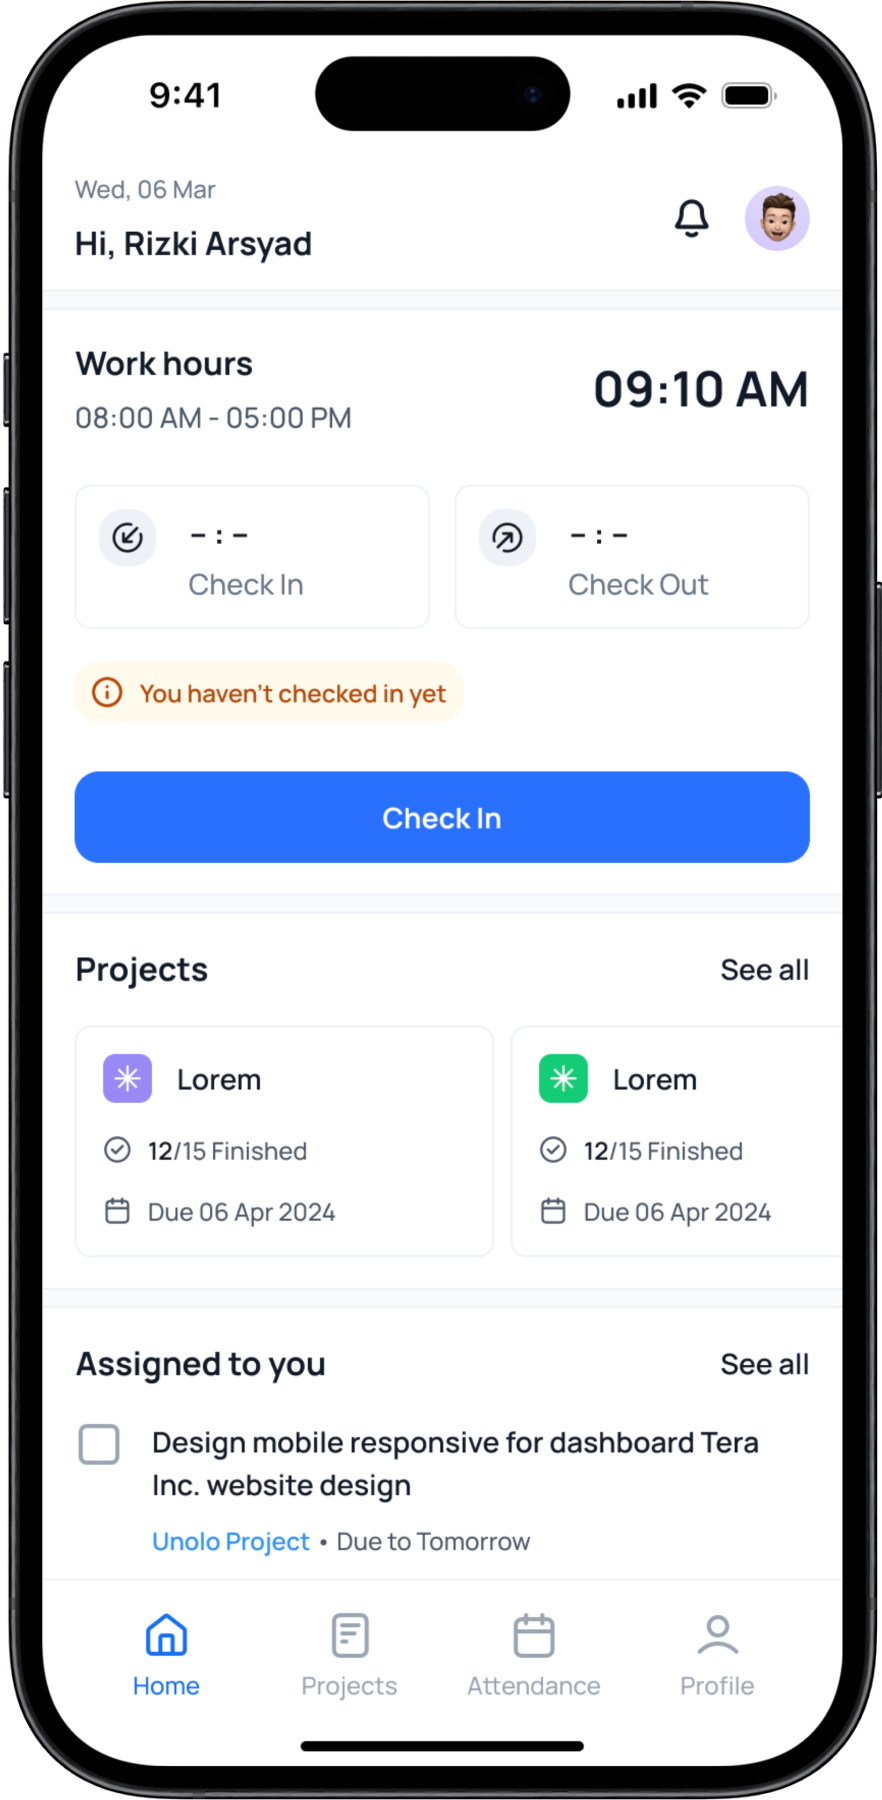 9:41
Wed, 06 Mar
Hi, Rizki Arsyad
Work hours
08:00 AM - 05:00 PM
09:10 AM
- : -
Check In
- : -
Check Out
You haven't checked in yet
Check In
Projects
See all
Lorem
12/15 Finished
Due 06 Apr 2024
Lorem
12/15 Finished
Due 06 Apr 2024
Assigned to you
See all
Design mobile responsive for dashboard Tera
Inc. website design
Unolo Project • Due to Tomorrow
Home
Projects
Attendance
Profile